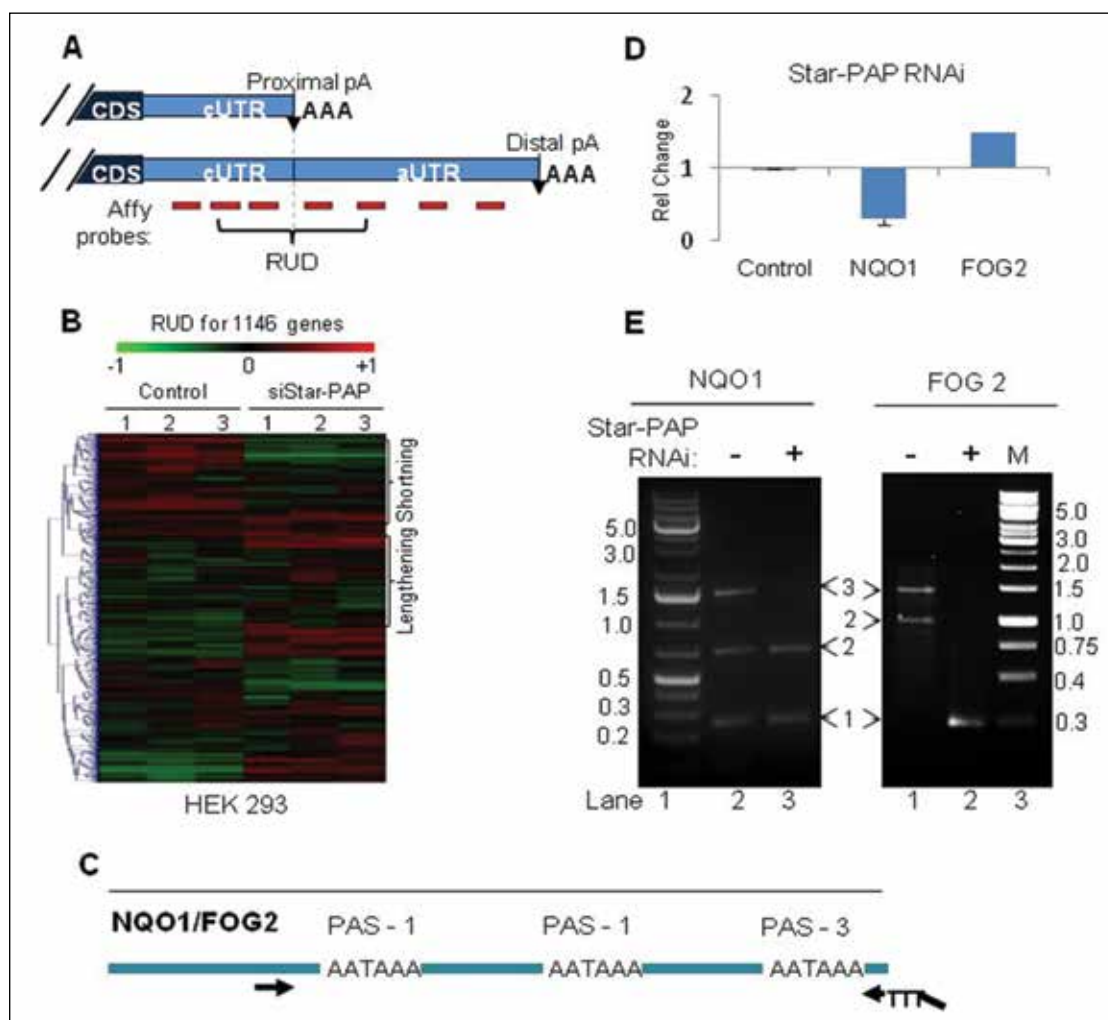 A
Proximal pA
CDS cUTR AAA
Distal pA
CDS cUTR aUTR AAA
Affy
probes:
RUD
B
RUD for 1146 genes
-1 0 +1
Control siStar-PAP
1 2 3 1 2 3
Shortning
Lengthening
HEK 293
C
NQO1/FOG2 PAS - 1 PAS - 1 PAS - 3
AATAAA AATAAA AATAAA
TTT
D
Star-PAP RNAi
Rel Change
2
1
0
Control NQO1 FOG2
E
NQO1 FOG 2
Star-PAP
RNAi: - + - + M
5.0
3.0
1.5
1.0
0.5
0.3
0.2
3
2
2
1
5.0
3.0
2.0
1.5
1.0
0.75
0.4
0.3
Lane 1 2 3 1 2 3